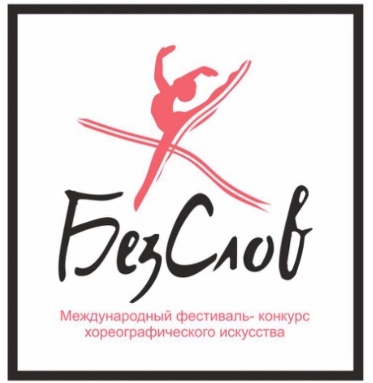 БезСлов
Международный фестиваль- конкурс
хореографического искусства